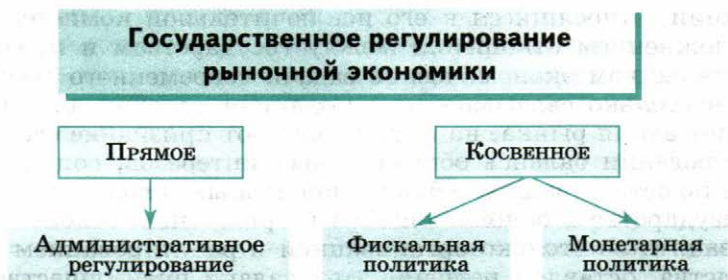 Государственное регулирование
рыночной экономики
Прямое
Косвенное
Административное
регулирование
Фискальная
политика
Монетарная
политика